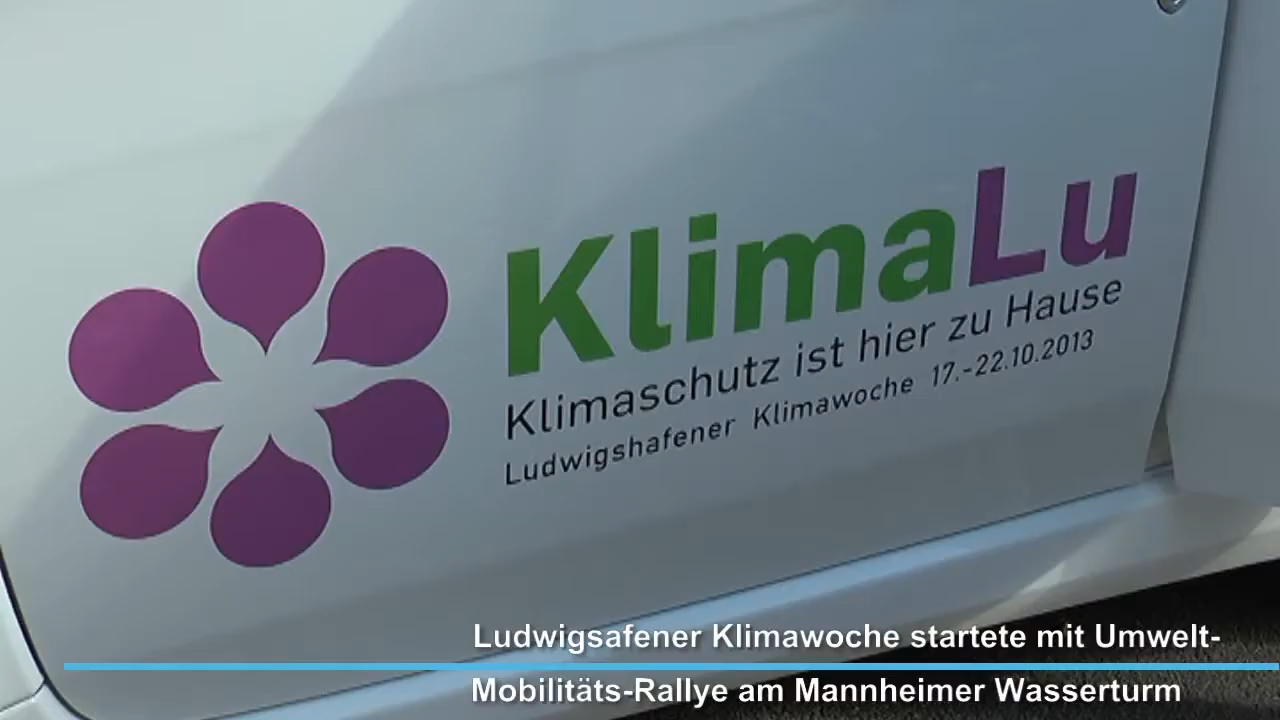 KlimaLu
Klimaschutz ist hier zu Hause
Ludwigshafener Klimawoche 17.-22.10.2013
Ludwigsafener Klimawoche startete mit Umwelt-
Mobilitäts-Rallye am Mannheimer Wasserturm